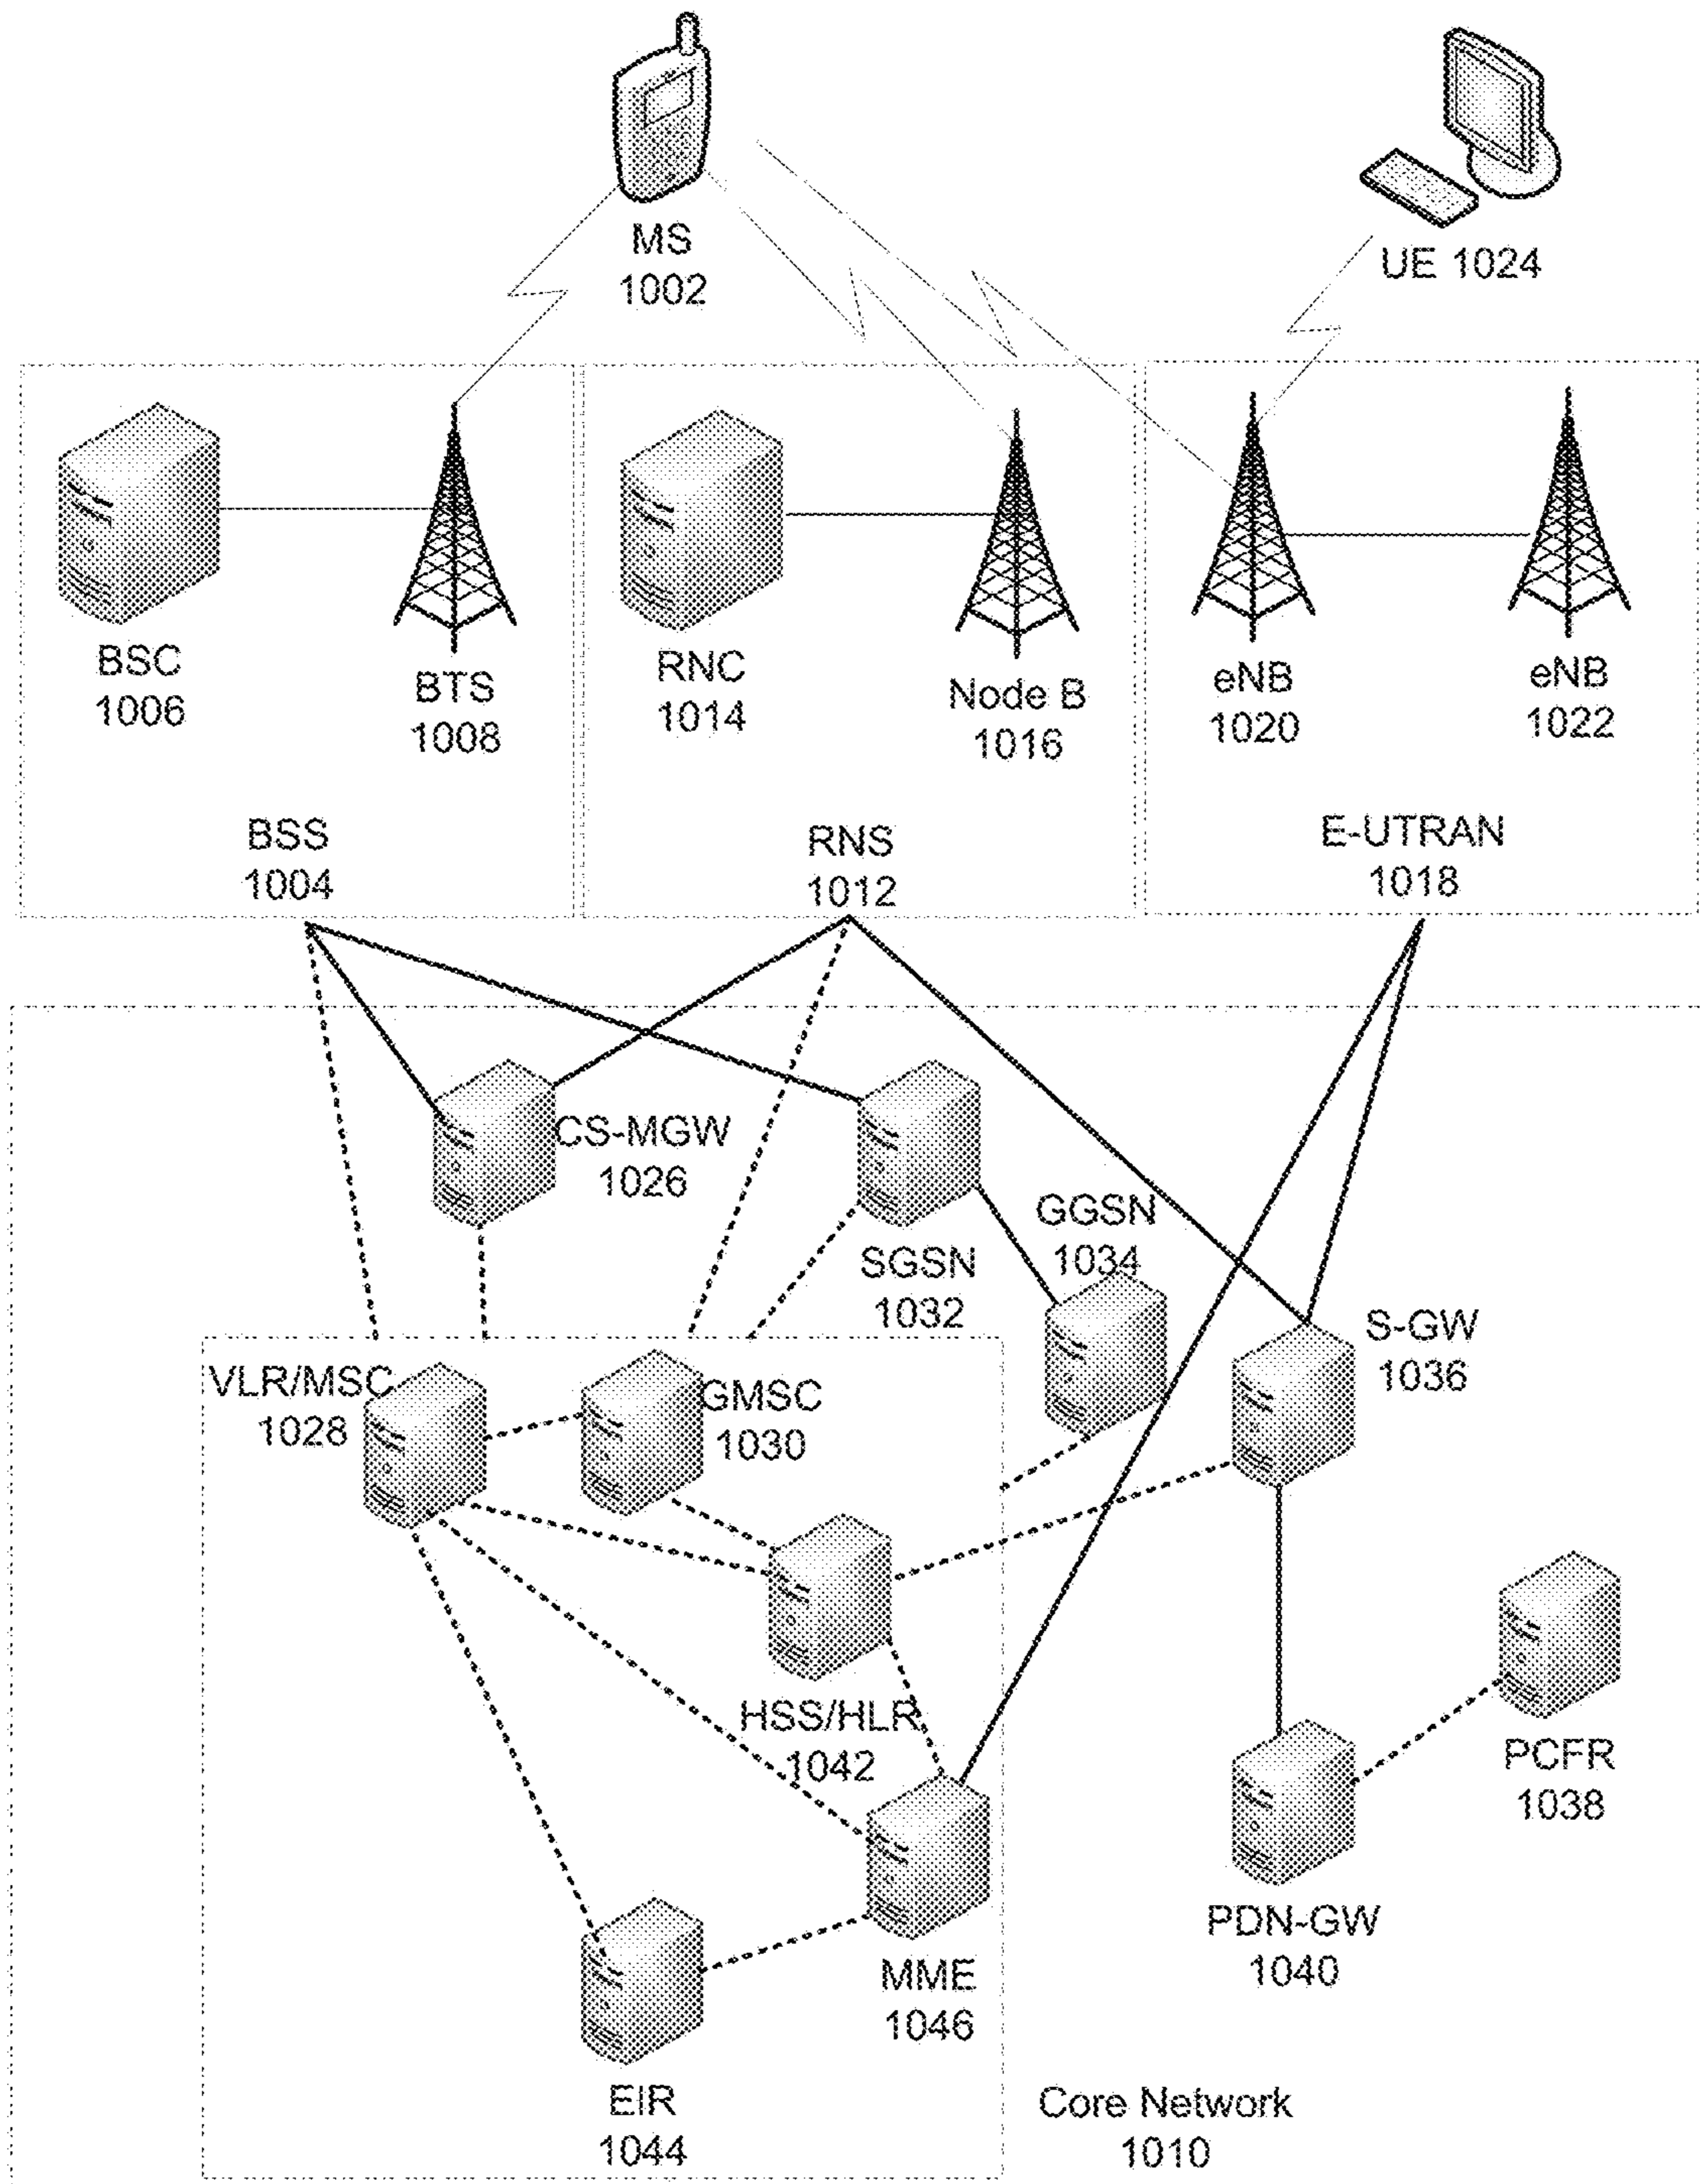 MS
1002
UE 1024
BSC
1006
BTS
1008
RNC
1014
Node B
1016
eNB
1020
eNB
1022
BSS
1004
RNS
1012
E-UTRAN
1018
CS-MGW
1026
SGSN
1032
GGSN
1034
S-GW
1036
VLR/MSC
1028
GMSC
1030
HSS/HLR
1042
PCFR
1038
PDN-GW
1040
MME
1046
EIR
1044
Core Network
1010